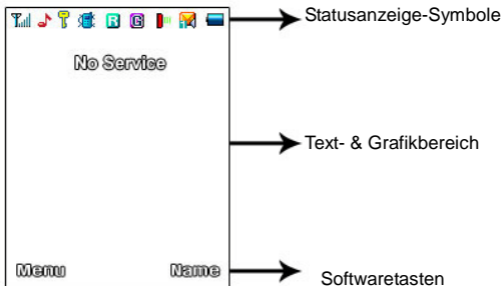 R G
Statusanzeige-Symbole
No Service
Text- & Grafikbereich
Menu Name
Softwaretasten